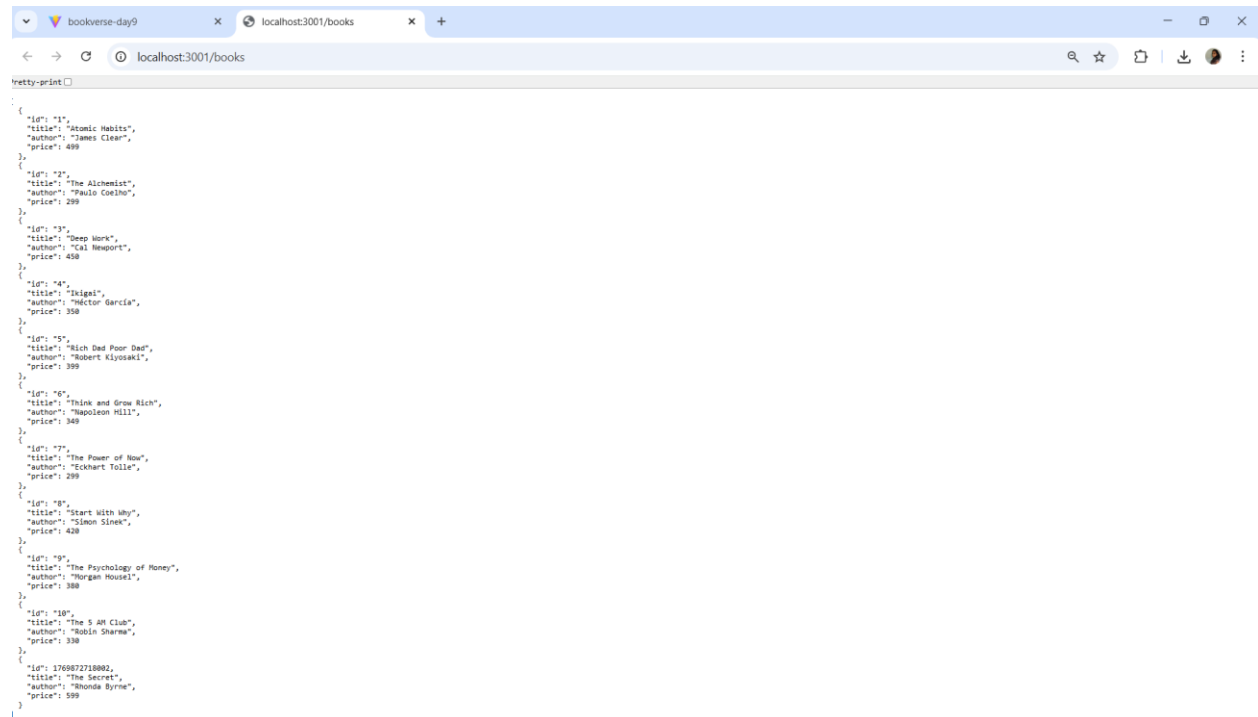 bookverse-day9
localhost:3001/books
localhost:3001/books
Pretty-print
[
{
"id": "1",
"title": "Atomic Habits",
"author": "James Clear",
"price": 499
},
{
"id": "2",
"title": "The Alchemist",
"author": "Paulo Coelho",
"price": 299
},
{
"id": "3",
"title": "Deep Work",
"author": "Cal Newport",
"price": 450
},
{
"id": "4",
"title": "Ikigai",
"author": "Héctor García",
"price": 350
},
{
"id": "5",
"title": "Rich Dad Poor Dad",
"author": "Robert Kiyosaki",
"price": 399
},
{
"id": "6",
"title": "Think and Grow Rich",
"author": "Napoleon Hill",
"price": 349
},
{
"id": "7",
"title": "The Power of Now",
"author": "Eckhart Tolle",
"price": 299
},
{
"id": "8",
"title": "Start With Why",
"author": "Simon Sinek",
"price": 420
},
{
"id": "9",
"title": "The Psychology of Money",
"author": "Morgan Housel",
"price": 380
},
{
"id": "10",
"title": "The 5 AM Club",
"author": "Robin Sharma",
"price": 330
},
{
"id": 1769872718002,
"title": "The Secret",
"author": "Rhonda Byrne",
"price": 599
}